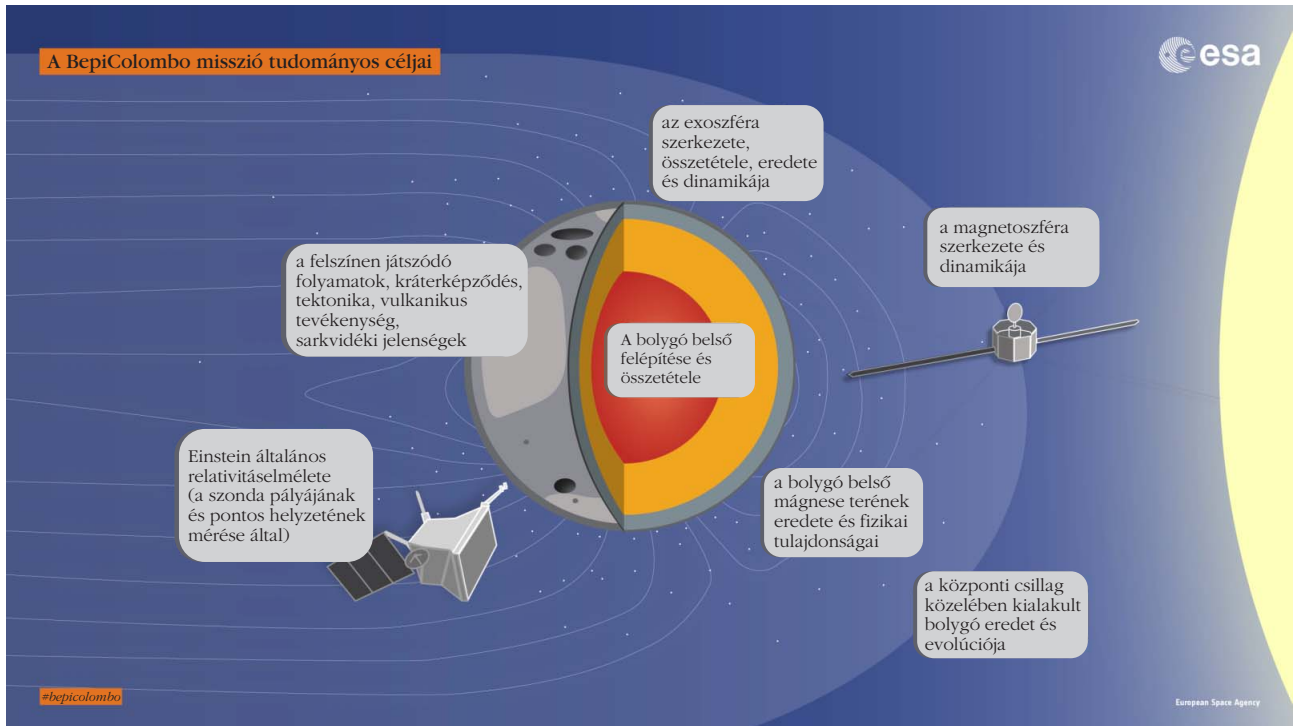 A BepiColombo misszió tudományos céljai
esa
az exoszféra
szerkezete,
összetétele, eredete
és dinamikája
a magnetoszféra
szerkezete és
dinamikája
a felszínen játszódó
folyamatok, kráterképződés,
tektonika, vulkanikus
tevékenység,
sarkvidéki jelenségek
A bolygó belső
felépítése és
összetétele
Einstein általános
relativitáselmélete
(a szonda pályájának
és pontos helyzetének
mérése által)
a bolygó belső
mágnese terének
eredete és fizikai
tulajdonságai
a központi csillag
közelében kialakult
bolygó eredet és
evolúciója
#bepicolombo
European Space Agency